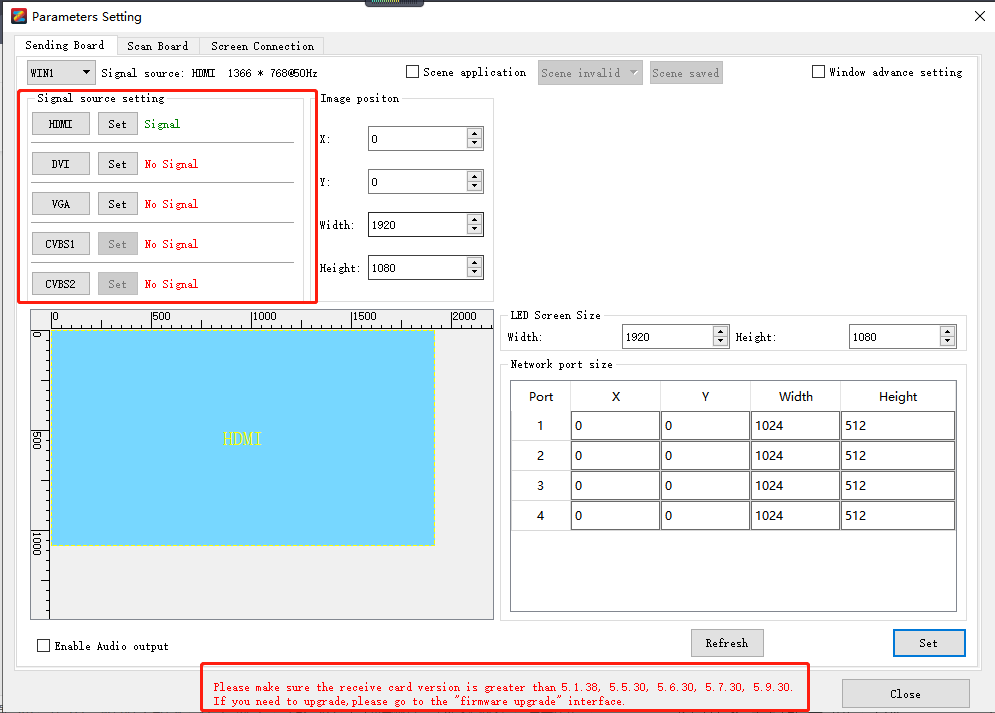 Parameters Setting
Sending Board Scan Board Screen Connection
WIN1 Signal source: HDMI 1366 * 768@50Hz Scene application Scene invalid Scene saved Window advance setting
Signal source setting
HDMI Set Signal
DVI Set No Signal
VGA Set No Signal
CVBS1 Set No Signal
CVBS2 Set No Signal
Image positon
X: 0
Y: 0
Width: 1920
Height: 1080
0 500 1000 1500 2000
0
500
1000
HDMI
LED Screen Size
Width: 1920 Height: 1080
Network port size
Port X Y Width Height
1 0 0 1024 512
2 0 0 1024 512
3 0 0 1024 512
4 0 0 1024 512
Enable Audio output Refresh Set
Please make sure the receive card version is greater than 5.1.38, 5.5.30, 5.6.30, 5.7.30, 5.9.30.
If you need to upgrade,please go to the "firmware upgrade" interface.
Close